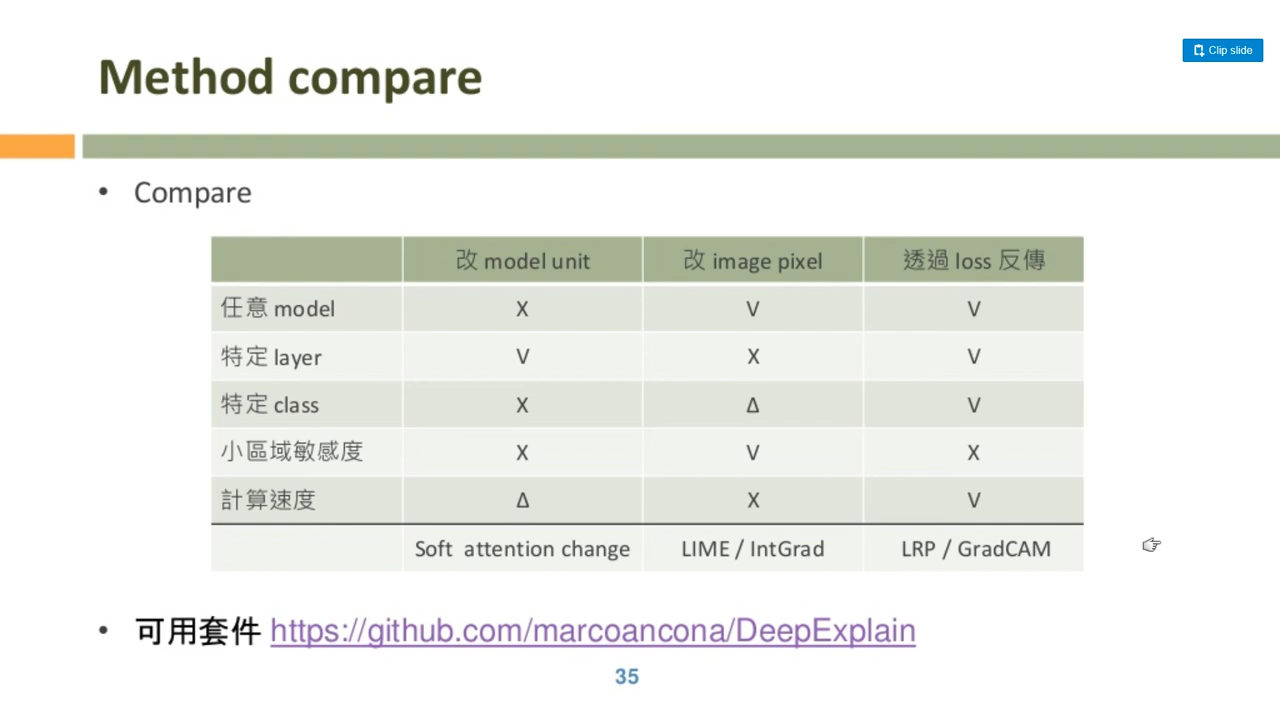 Clip slide
Method compare
• Compare
改 model unit 改 image pixel 透過 loss 反傳
任意 model X V V
特定 layer V X V
特定 class X Δ V
小區域敏感度 X V X
計算速度 Δ X V
Soft attention change LIME / IntGrad LRP / GradCAM
• 可用套件 https://github.com/marcoancona/DeepExplain
35